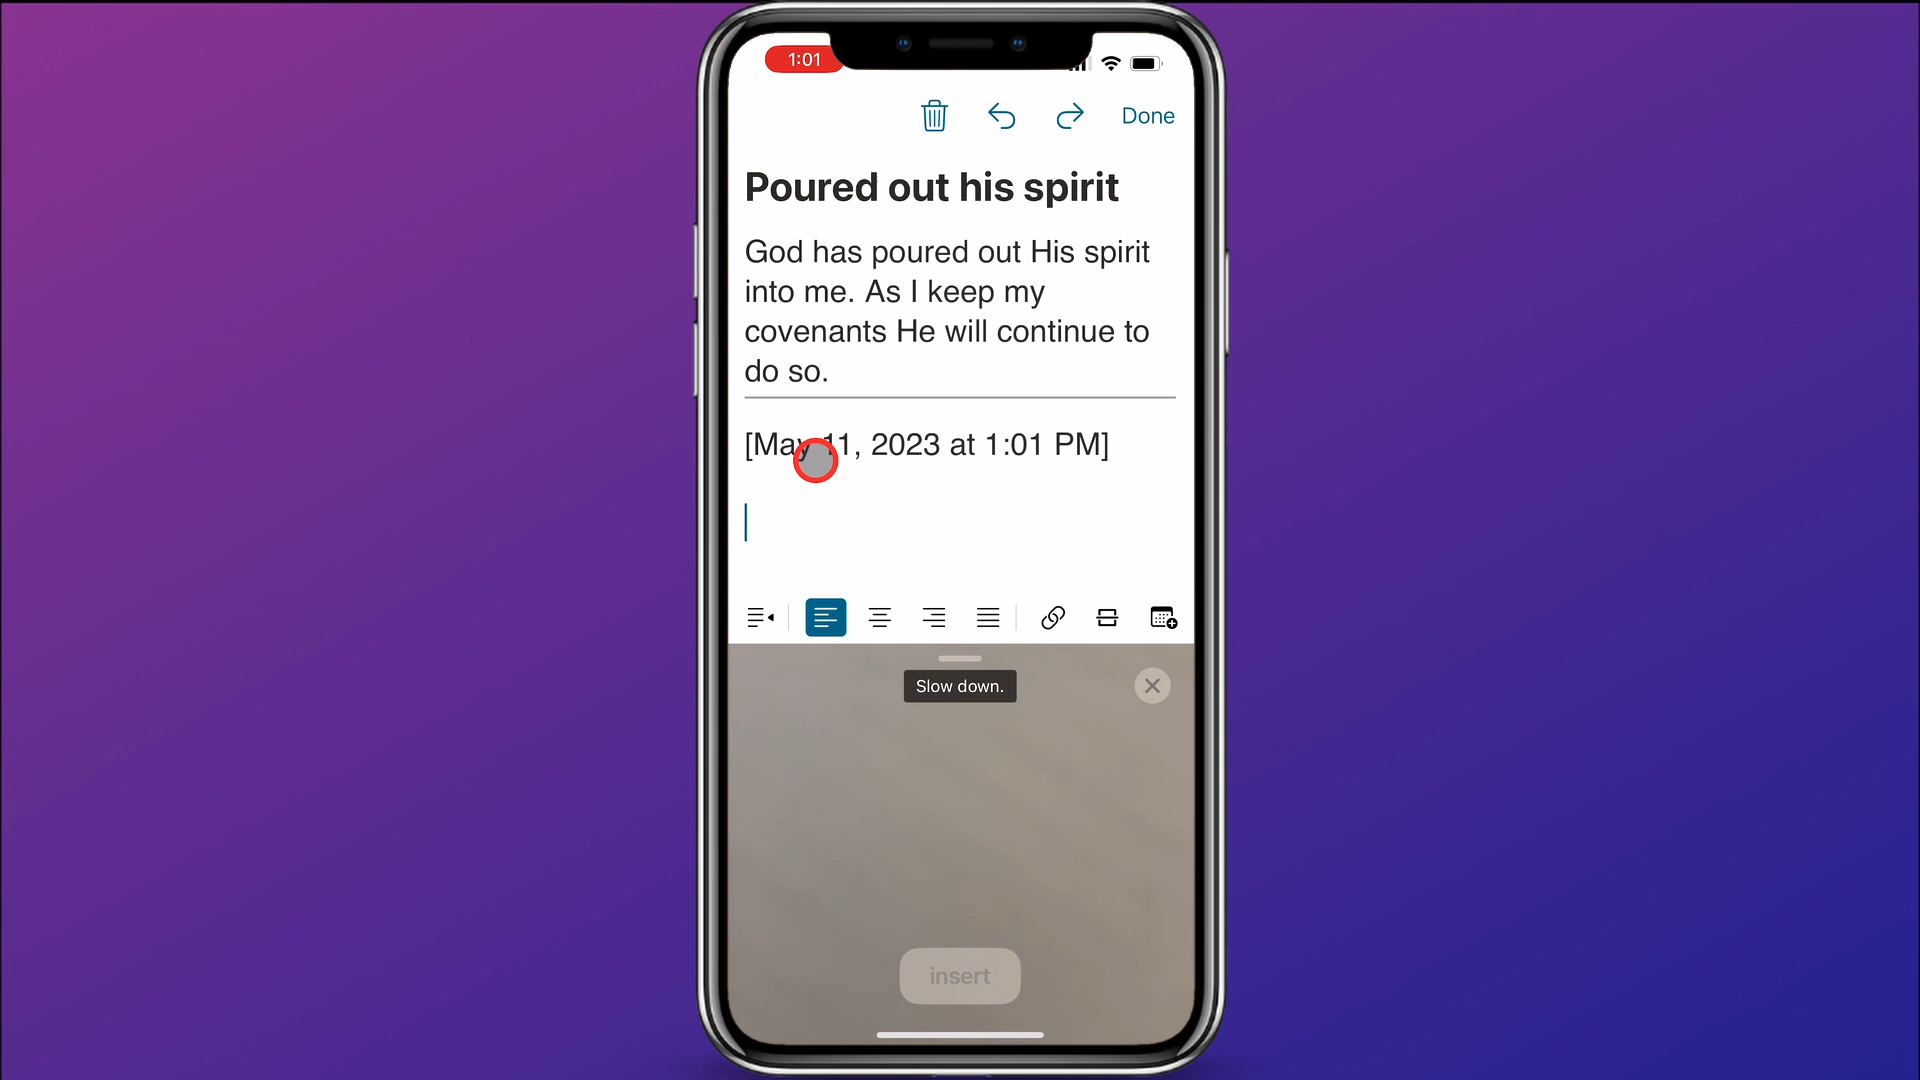 1:01
Done
Poured out his spirit
God has poured out His spirit
into me. As I keep my
covenants He will continue to
do so.
[May 11, 2023 at 1:01 PM]
Slow down.
insert